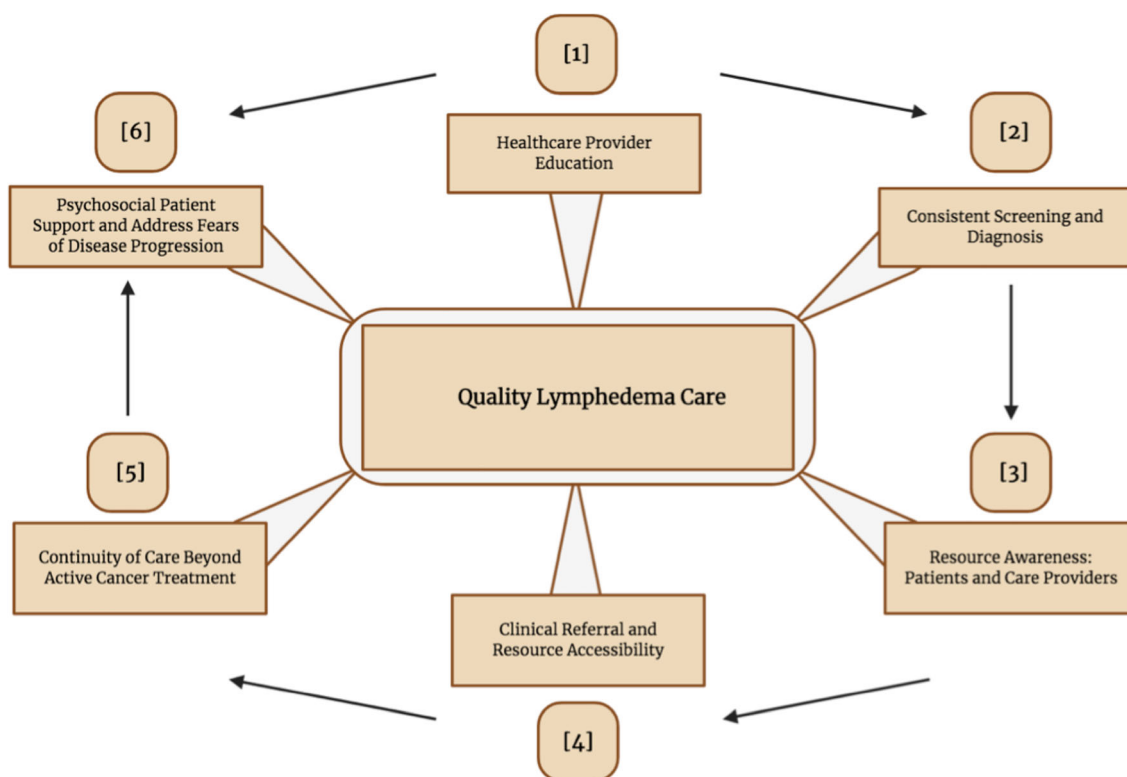 [1]
Healthcare Provider
Education
[2]
Consistent Screening and
Diagnosis
[3]
Resource Awareness:
Patients and Care Providers
[4]
Clinical Referral and
Resource Accessibility
[5]
Continuity of Care Beyond
Active Cancer Treatment
[6]
Psychosocial Patient
Support and Address Fears
of Disease Progression
Quality Lymphedema Care